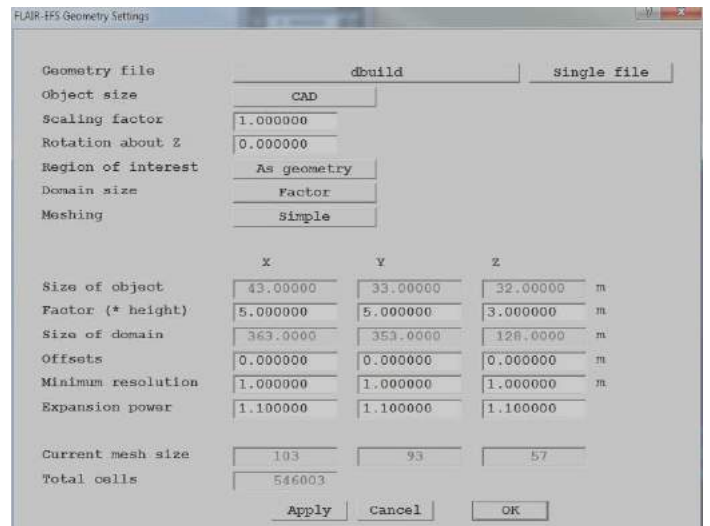 FLAIR-EFS Geometry Settings
Geometry file dbuild Single file
Object size CAD
Scaling factor 1.000000
Rotation about Z 0.000000
Region of interest As geometry
Domain size Factor
Meshing Simple
X Y Z
Size of object 43.00000 33.00000 32.00000 m
Factor (* height) 5.000000 5.000000 3.000000 m
Size of domain 363.0000 353.0000 128.0000 m
Offsets 0.000000 0.000000 0.000000 m
Minimum resolution 1.000000 1.000000 1.000000 m
Expansion power 1.100000 1.100000 1.100000
Current mesh size 103 93 57
Total cells 546003
Apply Cancel OK